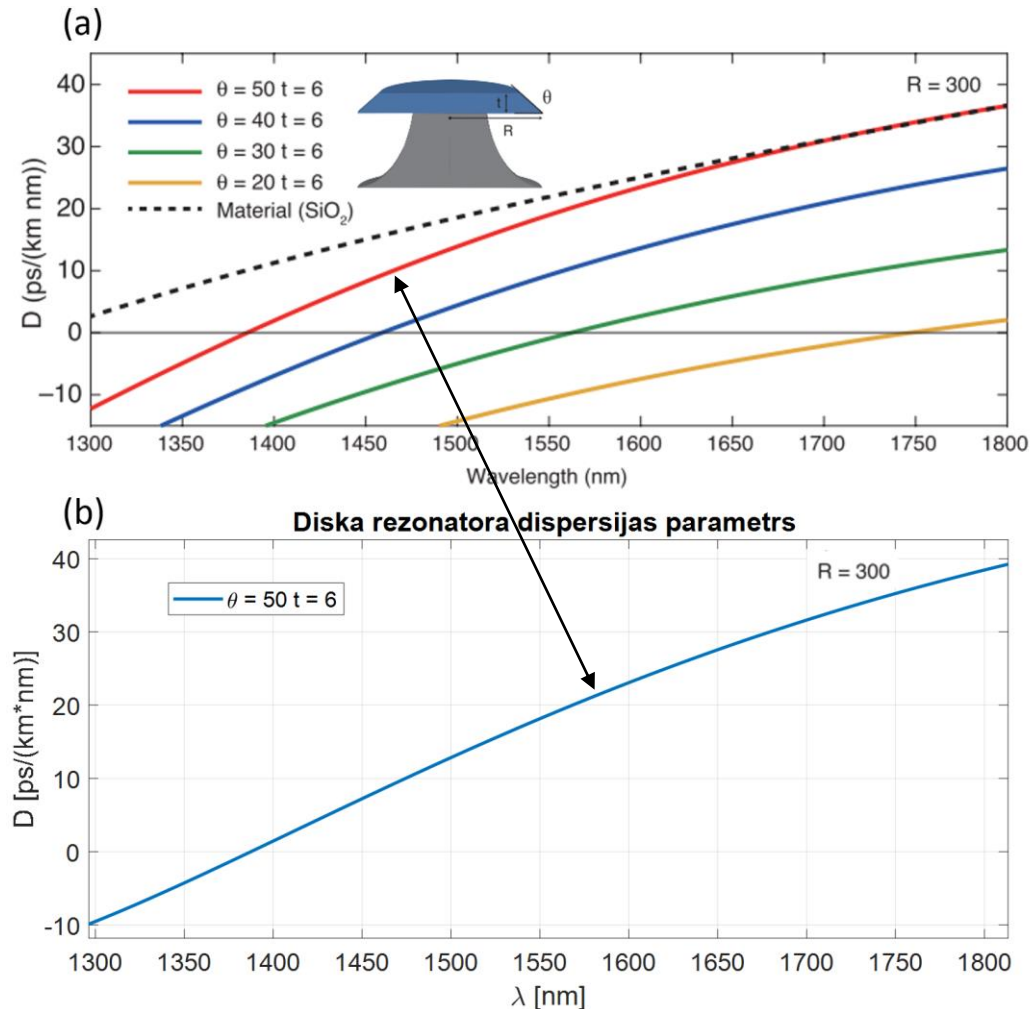 (a)
θ = 50 t = 6
θ = 40 t = 6
θ = 30 t = 6
θ = 20 t = 6
Material (SiO₂)
R = 300
t
θ
R
40
30
20
10
0
−10
D (ps/(km nm))
1300 1350 1400 1450 1500 1550 1600 1650 1700 1750 1800
Wavelength (nm)
(b)
Diska rezonatora dispersijas parametrs
θ = 50 t = 6
R = 300
40
30
20
10
0
-10
D [ps/(km*nm)]
1300 1350 1400 1450 1500 1550 1600 1650 1700 1750 1800
λ [nm]